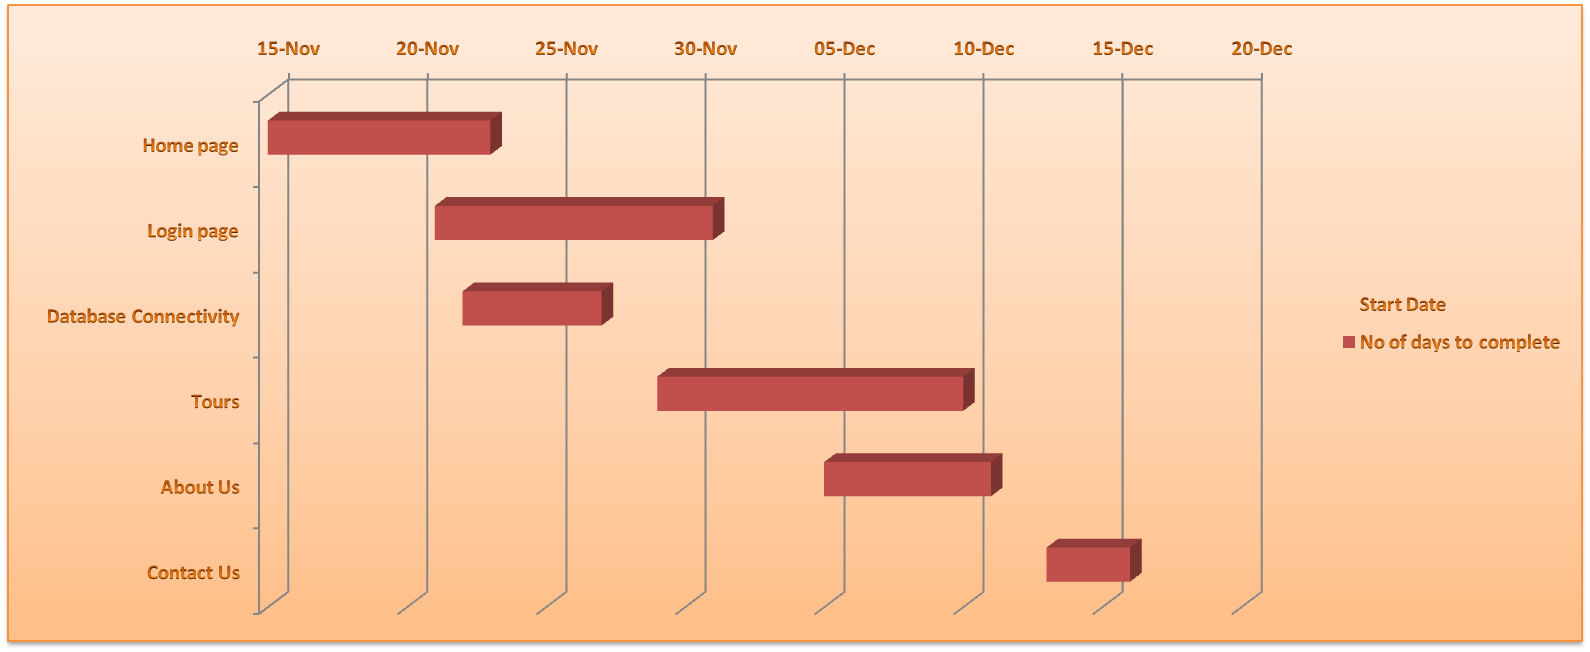 15-Nov 20-Nov 25-Nov 30-Nov 05-Dec 10-Dec 15-Dec 20-Dec
Home page
Login page
Database Connectivity
Tours
About Us
Contact Us
Start Date
No of days to complete